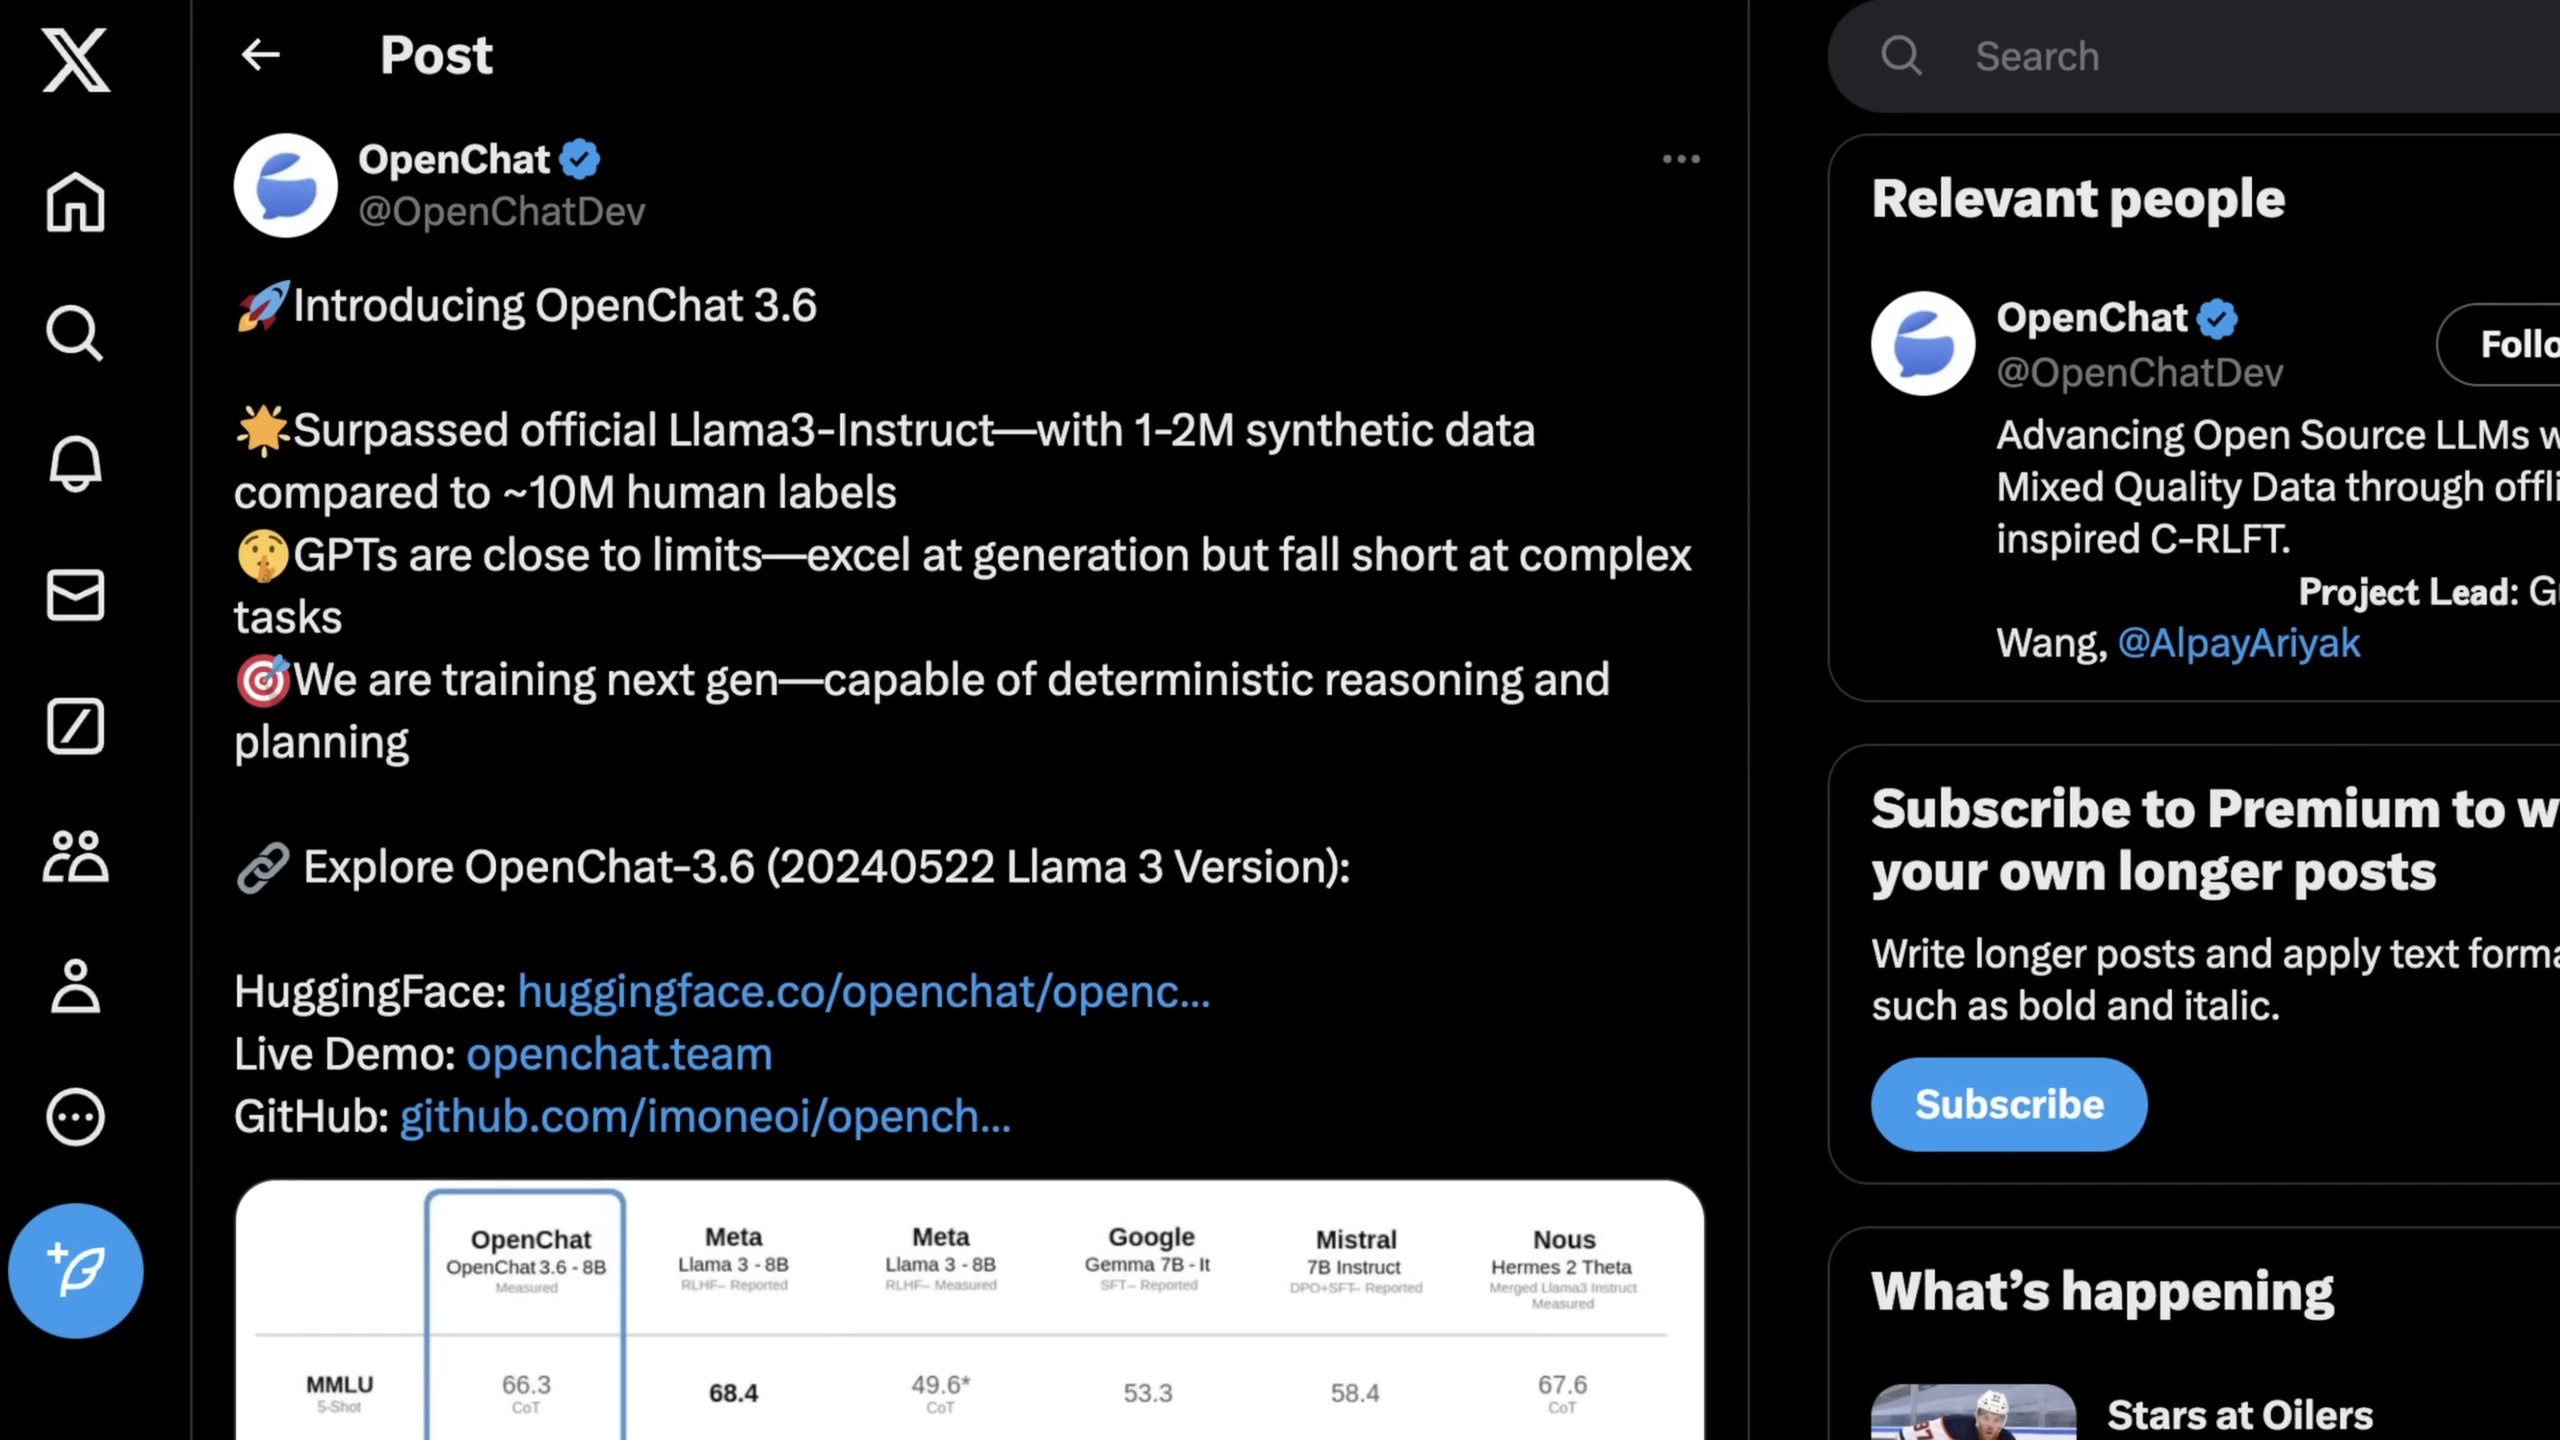 Post
OpenChat
@OpenChatDev
🚀Introducing OpenChat 3.6
🌟Surpassed official Llama3-Instruct—with 1-2M synthetic data
compared to ~10M human labels
🤫GPTs are close to limits—excel at generation but fall short at complex
tasks
🎯We are training next gen—capable of deterministic reasoning and
planning
🔗 Explore OpenChat-3.6 (20240522 Llama 3 Version):
HuggingFace: huggingface.co/openchat/openc...
Live Demo: openchat.team
GitHub: github.com/imoneoi/opench...
OpenChat Meta Meta Google Mistral Nous
OpenChat 3.6 - 8B Llama 3 - 8B Llama 3 - 8B Gemma 7B - It 7B Instruct Hermes 2 Theta
Measured RLHF– Reported RLHF– Measured SFT– Reported DPO+SFT– Reported Merged Llama3 Instruct
Measured
MMLU 66.3 68.4 49.6* 53.3 58.4 67.6
5-Shot CoT CoT CoT
Search
Relevant people
OpenChat
@OpenChatDev
Follo
Advancing Open Source LLMs w
Mixed Quality Data through offli
inspired C-RLFT.
Project Lead: G
Wang, @AlpayAriyak
Subscribe to Premium to w
your own longer posts
Write longer posts and apply text forma
such as bold and italic.
Subscribe
What's happening
Stars at Oilers
97